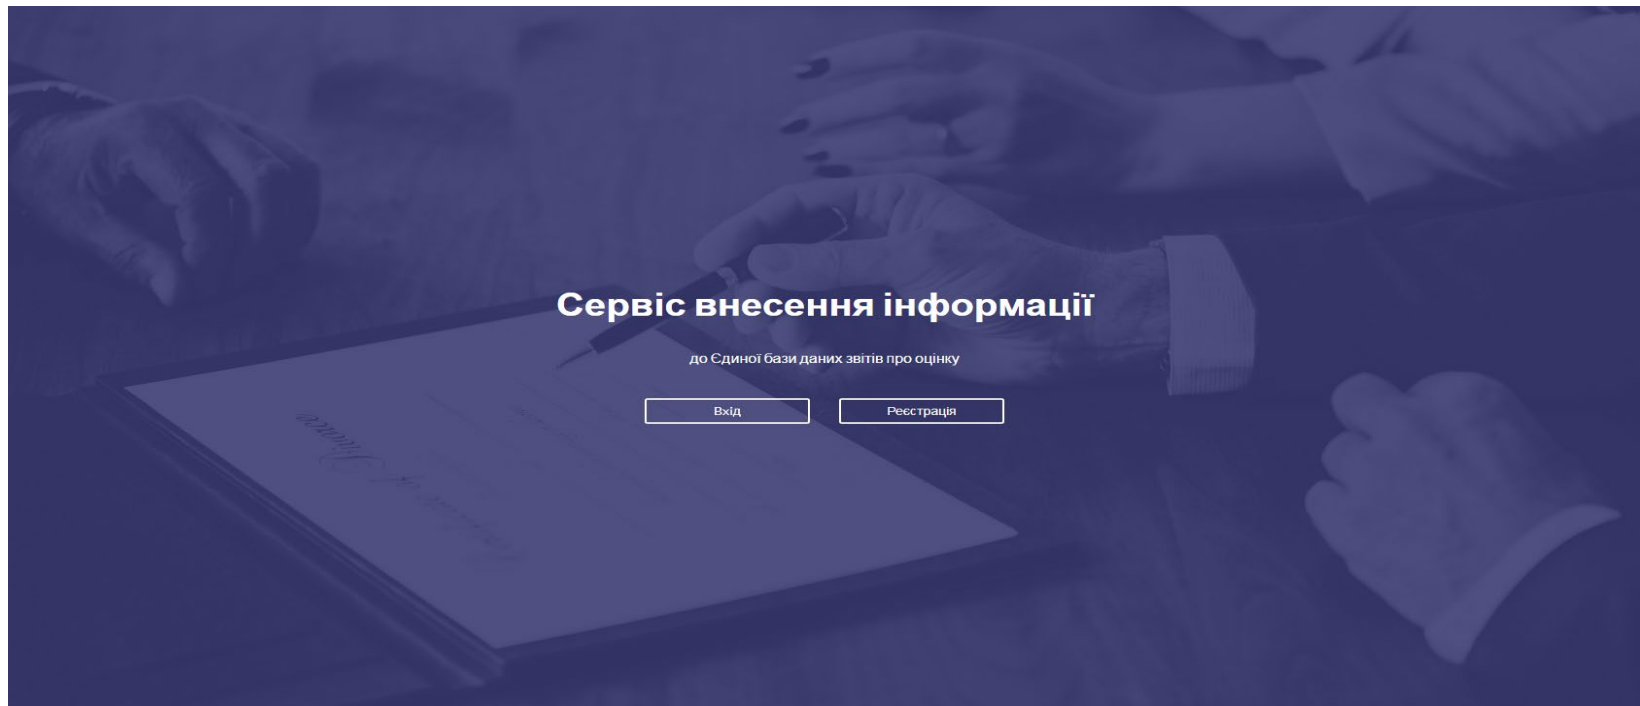 Сервіс внесення інформації
до Єдиної бази даних звітів про оцінку
Вхід Реєстрація